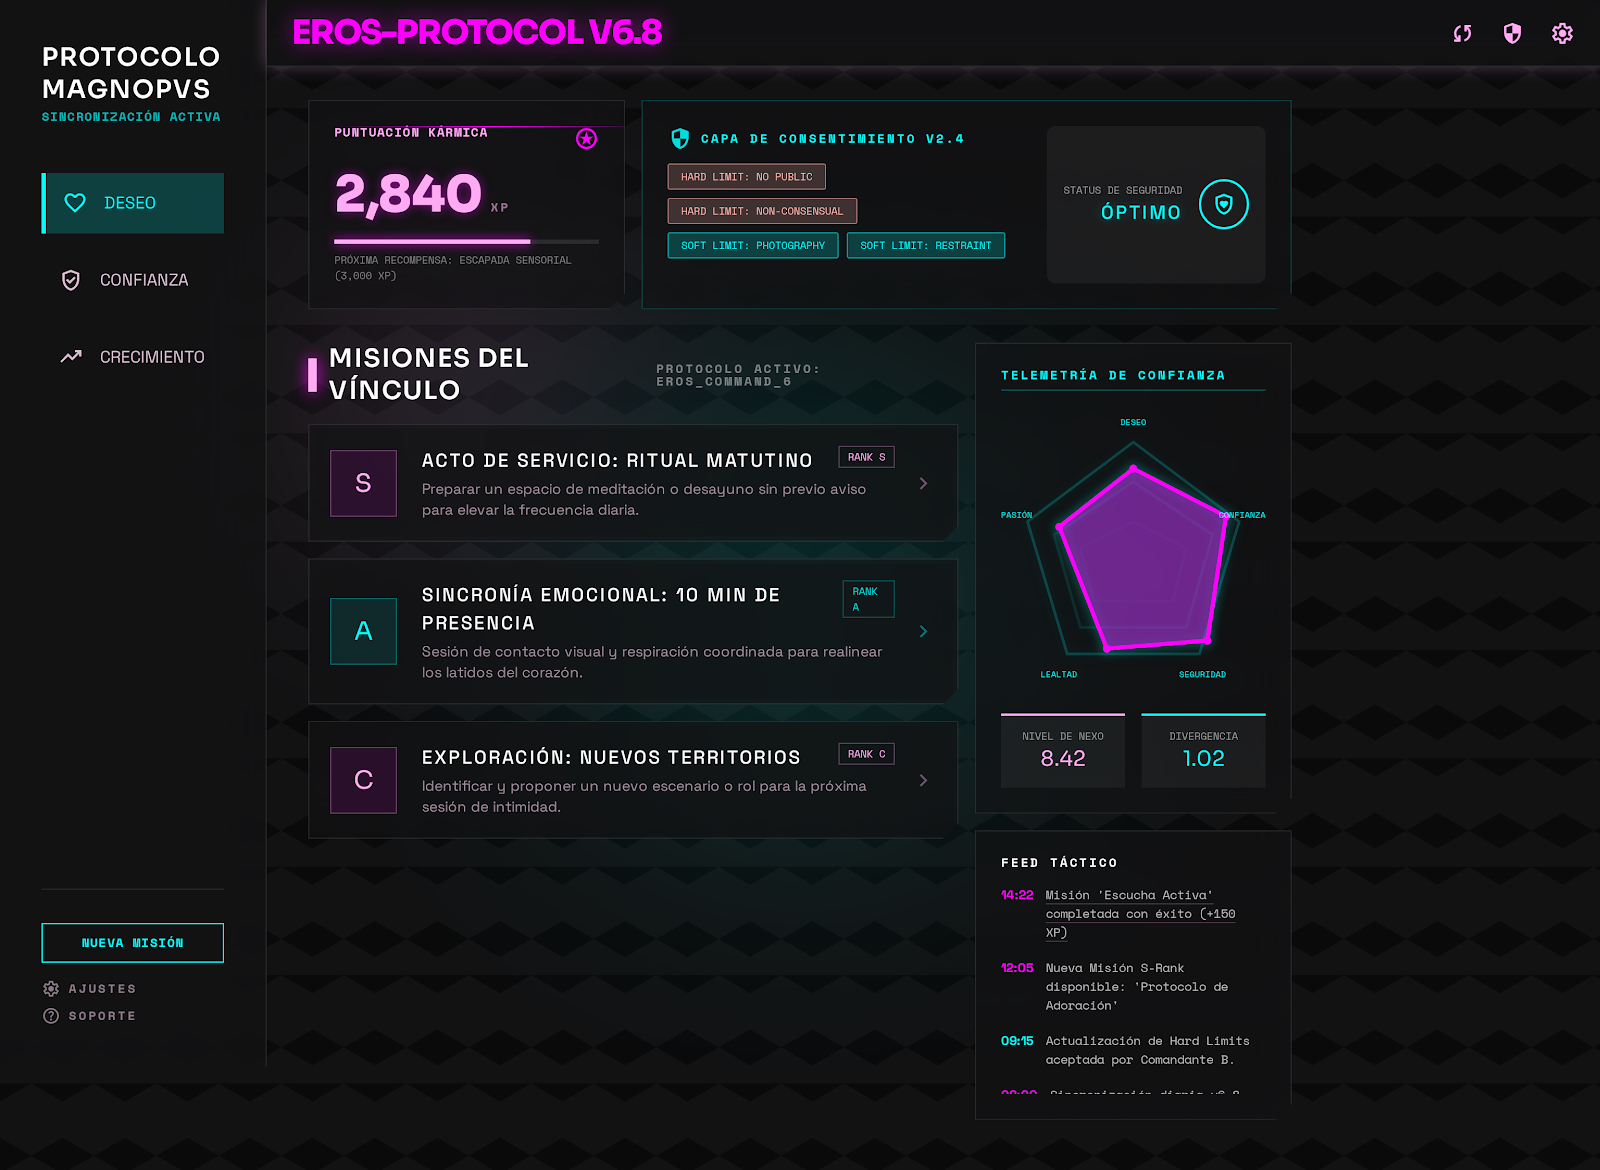 PROTOCOLO
MAGNOPVS
SINCRONIZACIÓN ACTIVA
DESEO
CONFIANZA
CRECIMIENTO
NUEVA MISIÓN
AJUSTES
SOPORTE
EROS-PROTOCOL V6.8
PUNTUACIÓN KÁRMICA
2,840 XP
PRÓXIMA RECOMPENSA: ESCAPADA SENSORIAL
(3,000 XP)
CAPA DE CONSENTIMIENTO V2.4
HARD LIMIT: NO PUBLIC
HARD LIMIT: NON-CONSENSUAL
SOFT LIMIT: PHOTOGRAPHY
SOFT LIMIT: RESTRAINT
STATUS DE SEGURIDAD
ÓPTIMO
MISIONES DEL
VÍNCULO
PROTOCOLO ACTIVO:
EROS_COMMAND_6
S
ACTO DE SERVICIO: RITUAL MATUTINO
RANK S
Preparar un espacio de meditación o desayuno sin previo aviso
para elevar la frecuencia diaria.
A
SINCRONÍA EMOCIONAL: 10 MIN DE
PRESENCIA
RANK
A
Sesión de contacto visual y respiración coordinada para realinear
los latidos del corazón.
C
EXPLORACIÓN: NUEVOS TERRITORIOS
RANK C
Identificar y proponer un nuevo escenario o rol para la próxima
sesión de intimidad.
TELEMETRÍA DE CONFIANZA
DESEO
PASIÓN
CONFIANZA
LEALTAD
SEGURIDAD
NIVEL DE NEXO
8.42
DIVERGENCIA
1.02
FEED TÁCTICO
14:22 Misión 'Escucha Activa'
completada con éxito (+150
XP)
12:05 Nueva Misión S-Rank
disponible: 'Protocolo de
Adoración'
09:15 Actualización de Hard Limits
aceptada por Comandante B.